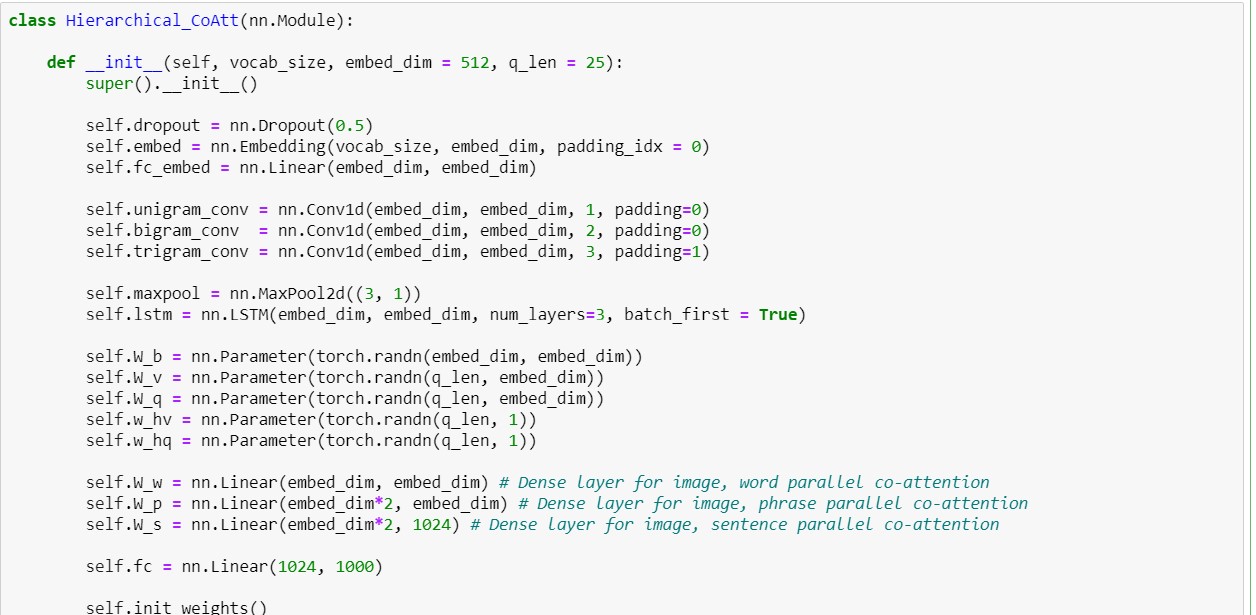 class Hierarchical_CoAtt(nn.Module):
def __init__(self, vocab_size, embed_dim = 512, q_len = 25):
super().__init__()
self.dropout = nn.Dropout(0.5)
self.embed = nn.Embedding(vocab_size, embed_dim, padding_idx = 0)
self.fc_embed = nn.Linear(embed_dim, embed_dim)
self.unigram_conv = nn.Conv1d(embed_dim, embed_dim, 1, padding=0)
self.bigram_conv  = nn.Conv1d(embed_dim, embed_dim, 2, padding=0)
self.trigram_conv = nn.Conv1d(embed_dim, embed_dim, 3, padding=1)
self.maxpool = nn.MaxPool2d((3, 1))
self.lstm = nn.LSTM(embed_dim, embed_dim, num_layers=3, batch_first = True)
self.W_b = nn.Parameter(torch.randn(embed_dim, embed_dim))
self.W_v = nn.Parameter(torch.randn(q_len, embed_dim))
self.W_q = nn.Parameter(torch.randn(q_len, embed_dim))
self.w_hv = nn.Parameter(torch.randn(q_len, 1))
self.w_hq = nn.Parameter(torch.randn(q_len, 1))
self.W_w = nn.Linear(embed_dim, embed_dim) # Dense layer for image, word parallel co-attention
self.W_p = nn.Linear(embed_dim*2, embed_dim) # Dense layer for image, phrase parallel co-attention
self.W_s = nn.Linear(embed_dim*2, 1024) # Dense layer for image, sentence parallel co-attention
self.fc = nn.Linear(1024, 1000)
self.init_weights()